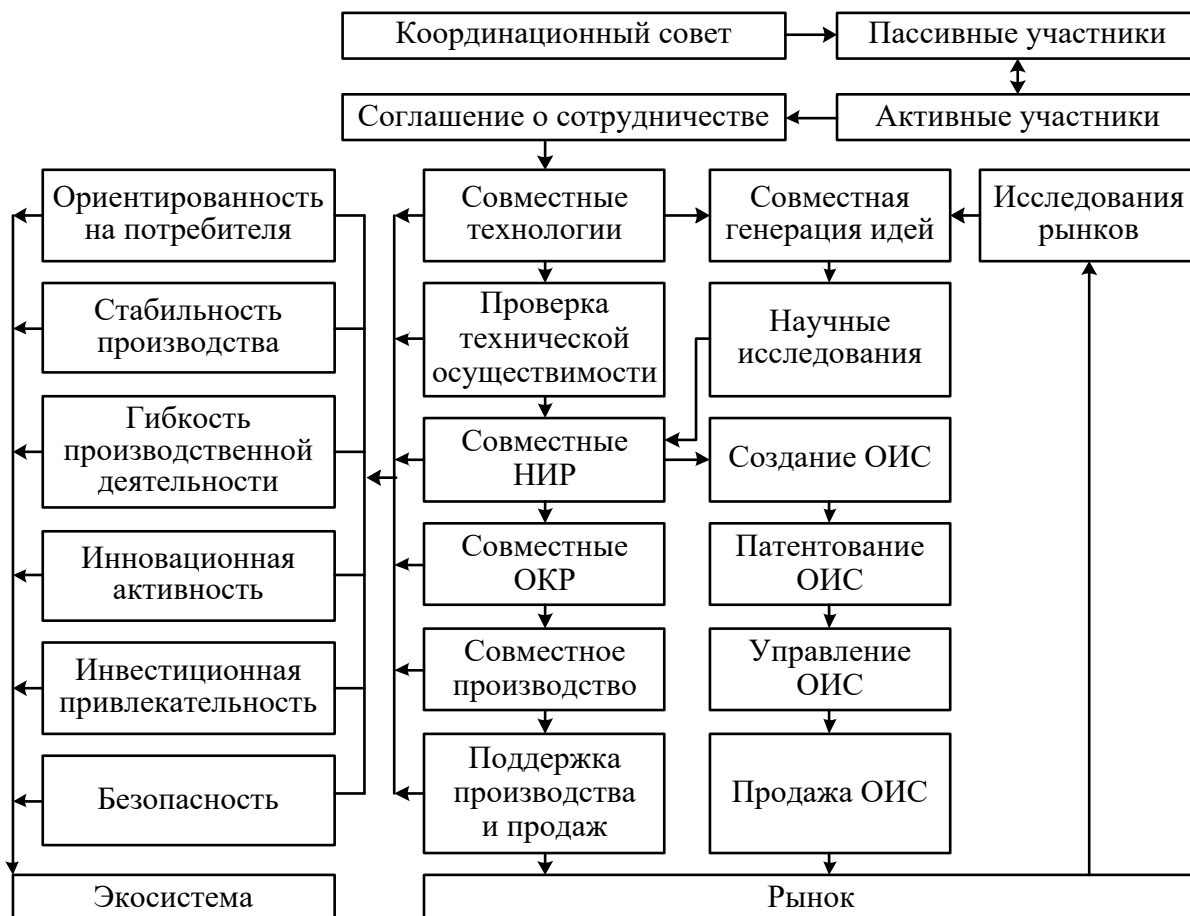 Координационный совет
Пассивные участники
Соглашение о сотрудничестве
Активные участники
Ориентированность
на потребителя
Совместные
технологии
Совместная
генерация идей
Исследования
рынков
Стабильность
производства
Проверка
технической
осуществимости
Научные
исследования
Гибкость
производственной
деятельности
Совместные
НИР
Создание ОИС
Инновационная
активность
Совместные
ОКР
Патентование
ОИС
Инвестиционная
привлекательность
Совместное
производство
Управление
ОИС
Безопасность
Поддержка
производства
и продаж
Продажа ОИС
Экосистема
Рынок